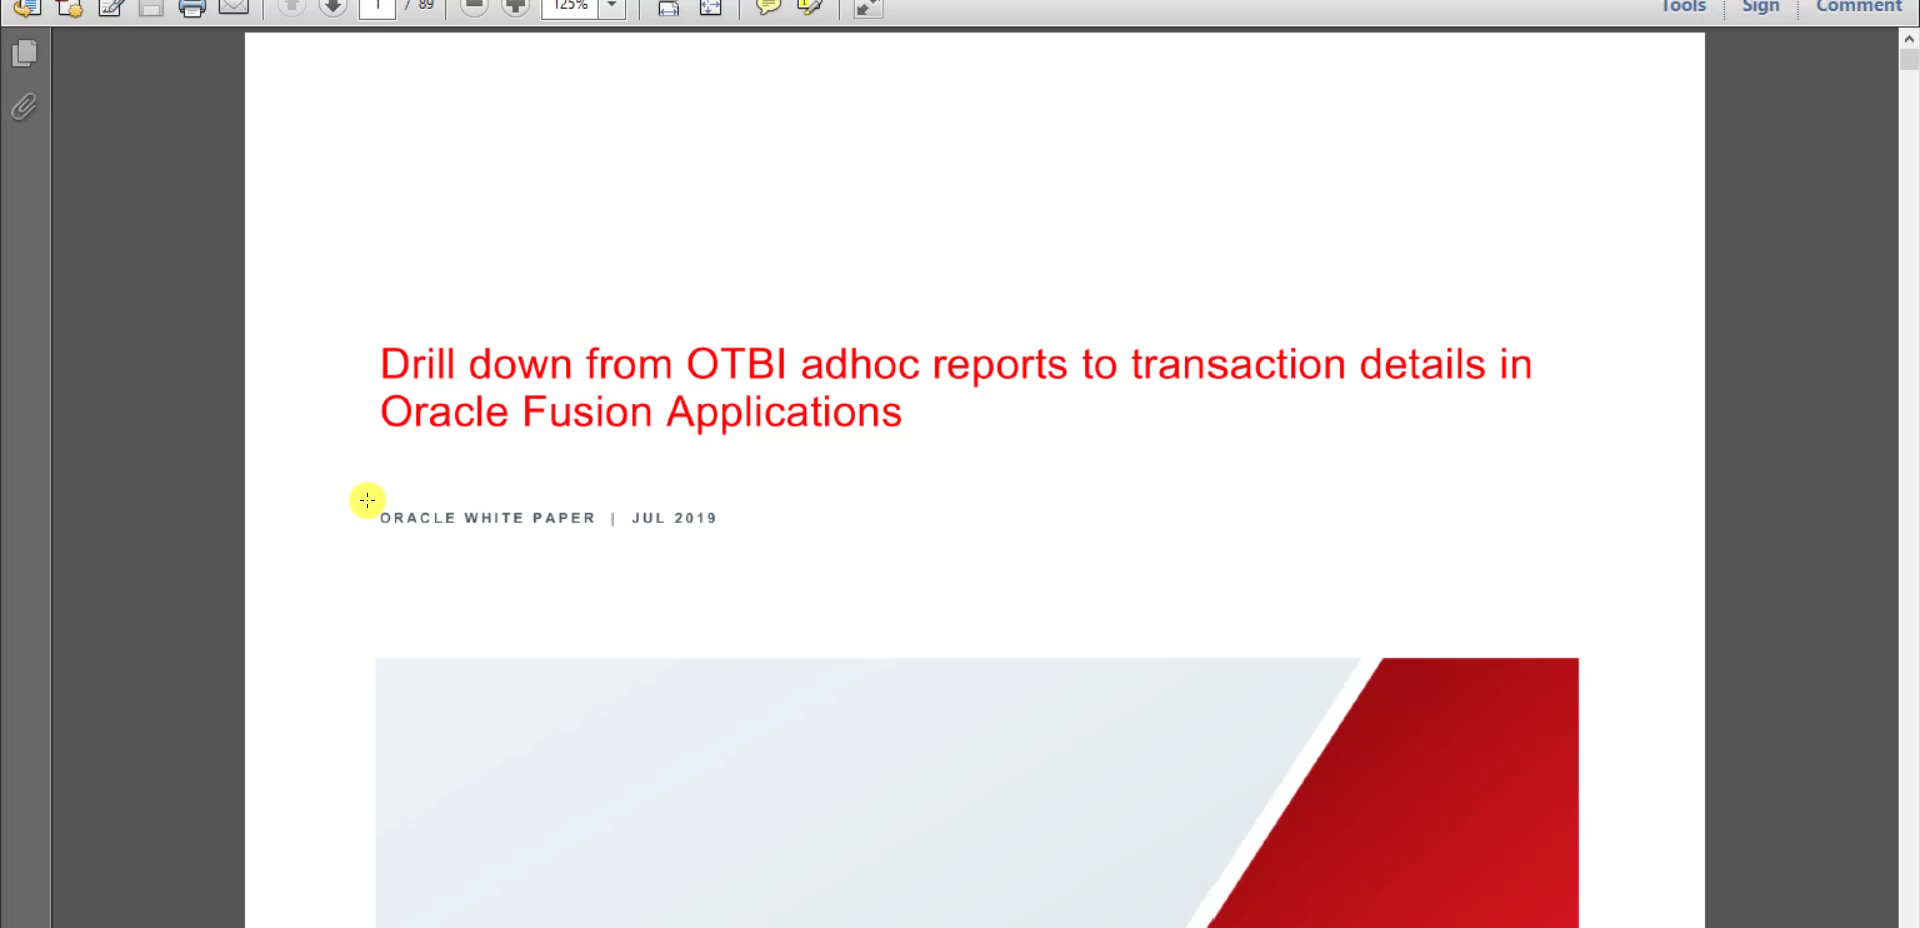 1 / 89 125% Tools Sign Comment
Drill down from OTBI adhoc reports to transaction details in
Oracle Fusion Applications
ORACLE WHITE PAPER | JUL 2019